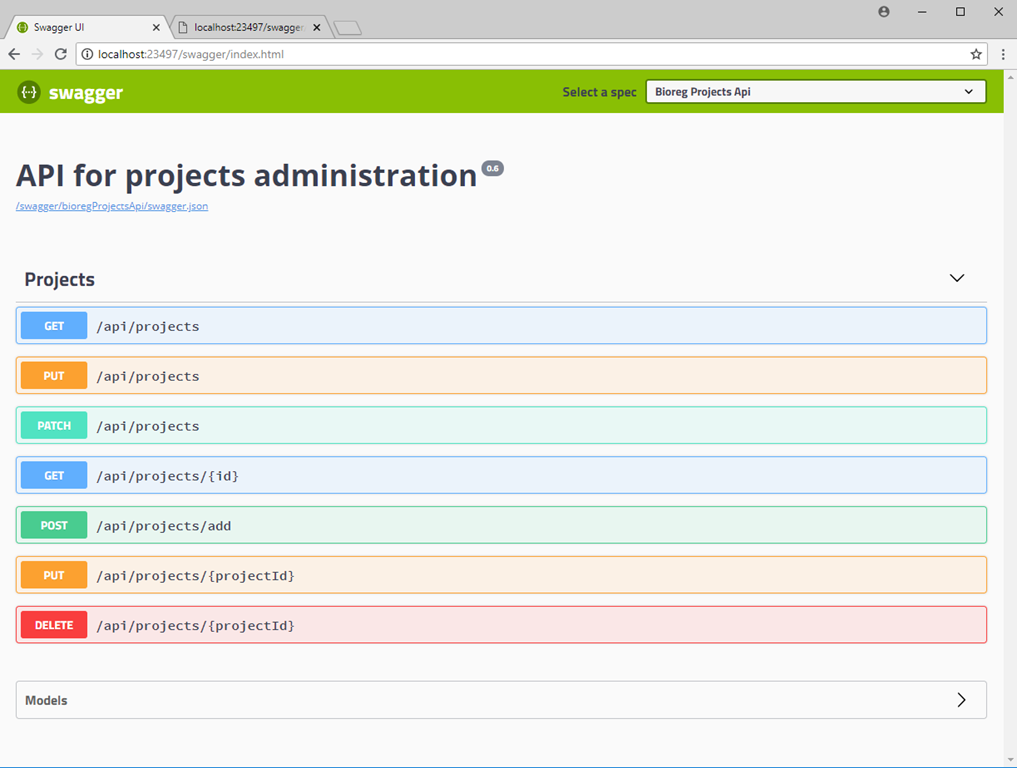 Swagger UI
localhost:23497/swagger
localhost:23497/swagger/index.html
{··}
swagger
Select a spec
Bioreg Projects Api
API for projects administration 0.6
/swagger/bioregProjectsApi/swagger.json
Projects
GET /api/projects
PUT /api/projects
PATCH /api/projects
GET /api/projects/{id}
POST /api/projects/add
PUT /api/projects/{projectId}
DELETE /api/projects/{projectId}
Models